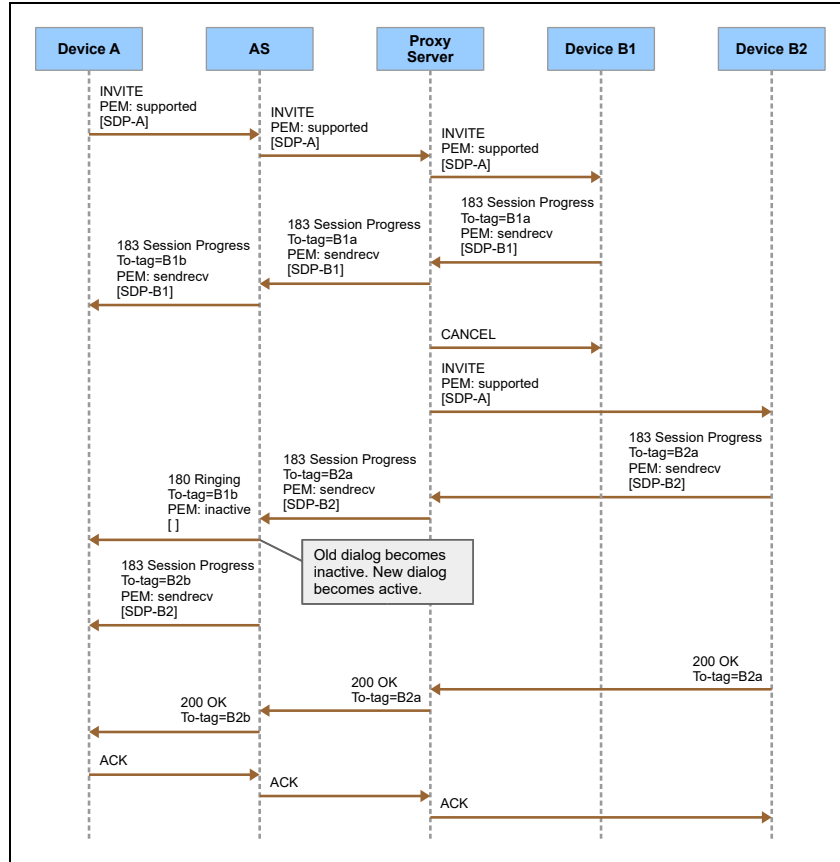 Device A
AS
Proxy
Server
Device B1
Device B2
INVITE
PEM: supported
[SDP-A]
INVITE
PEM: supported
[SDP-A]
INVITE
PEM: supported
[SDP-A]
183 Session Progress
To-tag=B1a
PEM: sendrecv
[SDP-B1]
183 Session Progress
To-tag=B1a
PEM: sendrecv
[SDP-B1]
183 Session Progress
To-tag=B1b
PEM: sendrecv
[SDP-B1]
CANCEL
INVITE
PEM: supported
[SDP-A]
183 Session Progress
To-tag=B2a
PEM: sendrecv
[SDP-B2]
183 Session Progress
To-tag=B2a
PEM: sendrecv
[SDP-B2]
180 Ringing
To-tag=B1b
PEM: inactive
[ ]
Old dialog becomes
inactive. New dialog
becomes active.
183 Session Progress
To-tag=B2b
PEM: sendrecv
[SDP-B2]
200 OK
To-tag=B2a
200 OK
To-tag=B2a
200 OK
To-tag=B2b
ACK
ACK
ACK